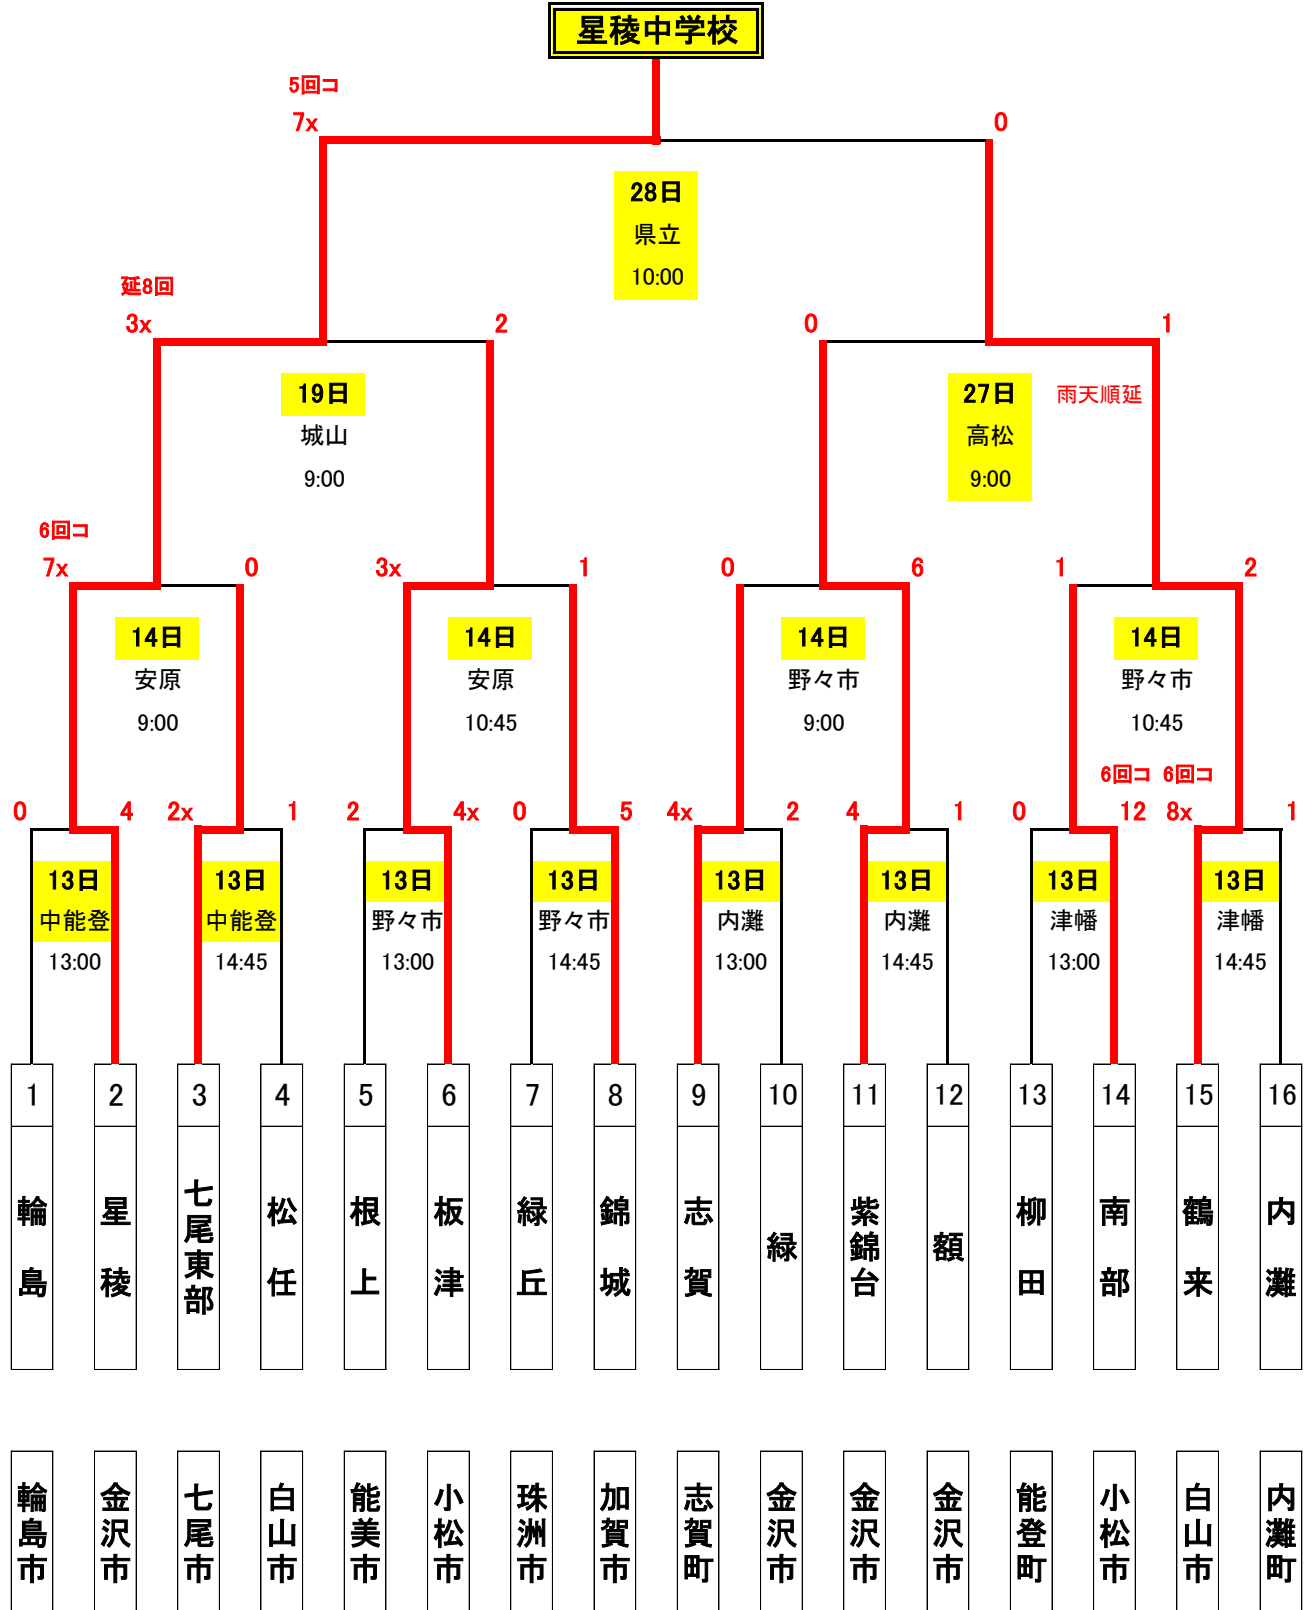 星稜中学校
5回コ
7x
0
28日
県立
10:00
延8回
3x
2
0
1
19日
城山
9:00
27日
高松
9:00
雨天順延
6回コ
7x
0
3x
1
0
6
1
2
14日
安原
9:00
14日
安原
10:45
14日
野々市
9:00
14日
野々市
10:45
6回コ
6回コ
0
4
2x
1
2
4x
0
5
4x
2
4
1
0
12
8x
1
13日
中能登
13:00
13日
中能登
14:45
13日
野々市
13:00
13日
野々市
14:45
13日
内灘
13:00
13日
内灘
14:45
13日
津幡
13:00
13日
津幡
14:45
1
2
3
4
5
6
7
8
9
10
11
12
13
14
15
16
輪島
星稜
七尾東部
松任
根上
板津
緑丘
錦城
志賀
緑
紫錦台
額
柳田
南部
鶴来
内灘
輪島市
金沢市
七尾市
白山市
能美市
小松市
珠洲市
加賀市
志賀町
金沢市
金沢市
金沢市
能登町
小松市
白山市
内灘町